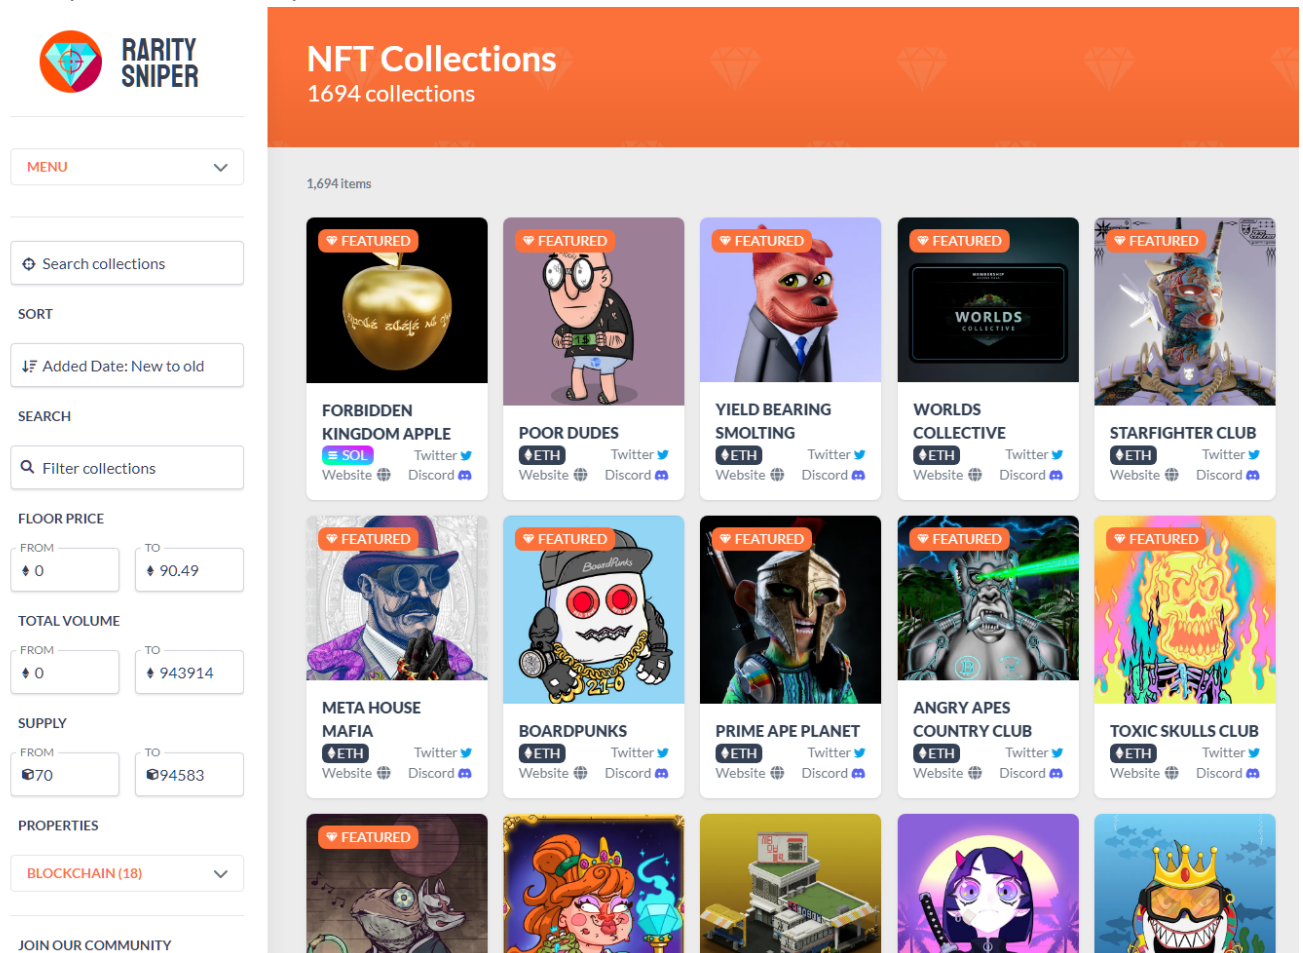 RARITY
SNIPER
MENU
Search collections
SORT
Added Date: New to old
SEARCH
Filter collections
FLOOR PRICE
FROM
0
TO
90.49
TOTAL VOLUME
FROM
0
TO
943914
SUPPLY
FROM
70
TO
94583
PROPERTIES
BLOCKCHAIN (18)
JOIN OUR COMMUNITY
NFT Collections
1694 collections
1,694 items
FEATURED
FORBIDDEN
KINGDOM APPLE
SOL Twitter
Website Discord
FEATURED
POOR DUDES
ETH Twitter
Website Discord
FEATURED
YIELD BEARING
SMOLTING
ETH Twitter
Website Discord
FEATURED
MEMBERSHIP
WORLDS
COLLECTIVE
WORLDS
COLLECTIVE
ETH Twitter
Website Discord
FEATURED
STARFIGHTER CLUB
ETH Twitter
Website Discord
FEATURED
META HOUSE
MAFIA
ETH Twitter
Website Discord
FEATURED
BoardPunks
21-0
BOARDPUNKS
ETH Twitter
Website Discord
FEATURED
PRIME APE PLANET
ETH Twitter
Website Discord
FEATURED
ANGRY APES
COUNTRY CLUB
ETH Twitter
Website Discord
FEATURED
TOXIC SKULLS CLUB
ETH Twitter
Website Discord
FEATURED